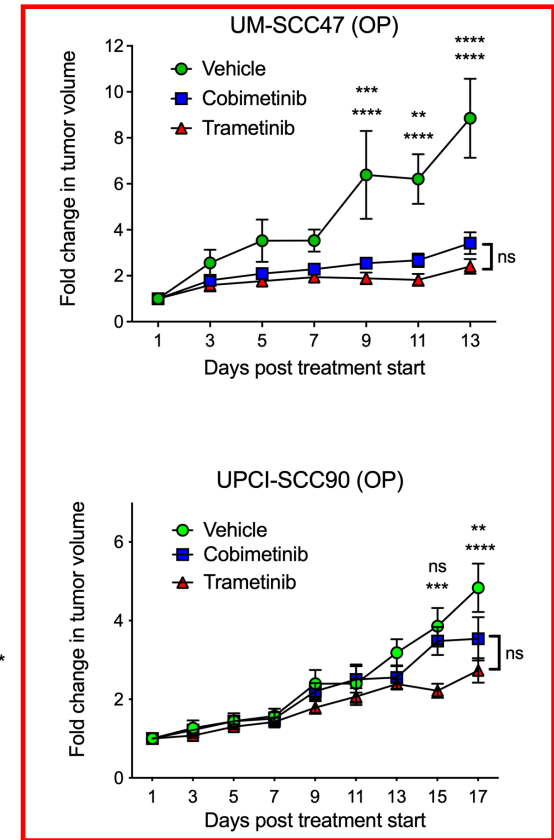 UM-SCC47 (OP)
Fold change in tumor volume
12
10
8
6
4
2
0
Vehicle
Cobimetinib
Trametinib
***
****
**
****
****
****
ns
1 3 5 7 9 11 13
Days post treatment start
UPCI-SCC90 (OP)
Fold change in tumor volume
6
4
2
0
Vehicle
Cobimetinib
Trametinib
ns
***
**
****
ns
*
1 3 5 7 9 11 13 15 17
Days post treatment start